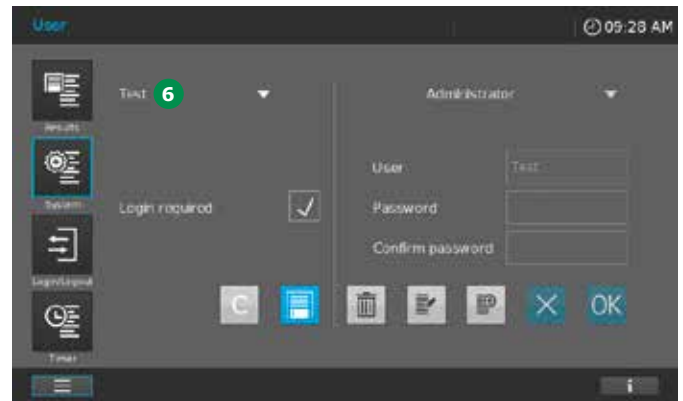 User
09:28 AM
Results
System
Login/Logout
Timer
Test 6
Login required
C
Administrator
User Test
Password
Confirm password
OK
i